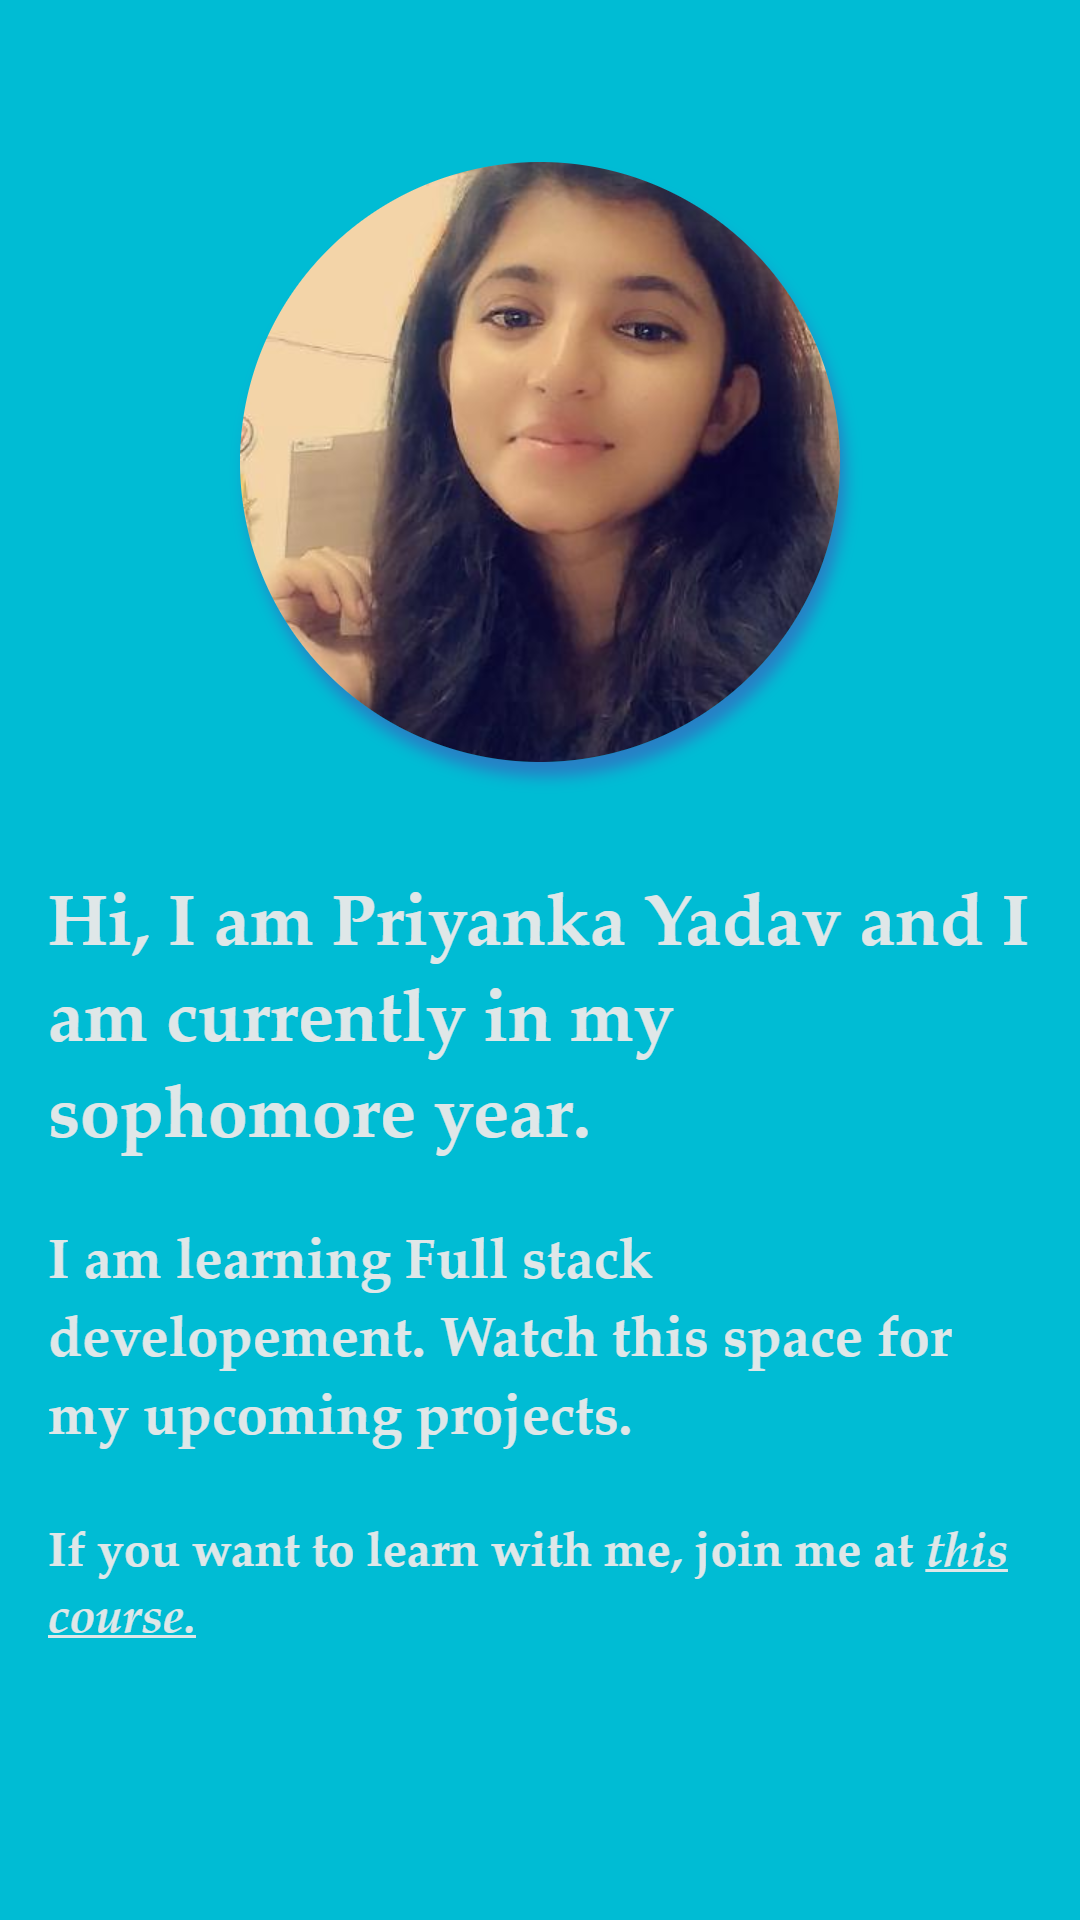 Hi, I am Priyanka Yadav and I
am currently in my
sophomore year.
I am learning Full stack
developement. Watch this space for
my upcoming projects.
If you want to learn with me, join me at this
course.